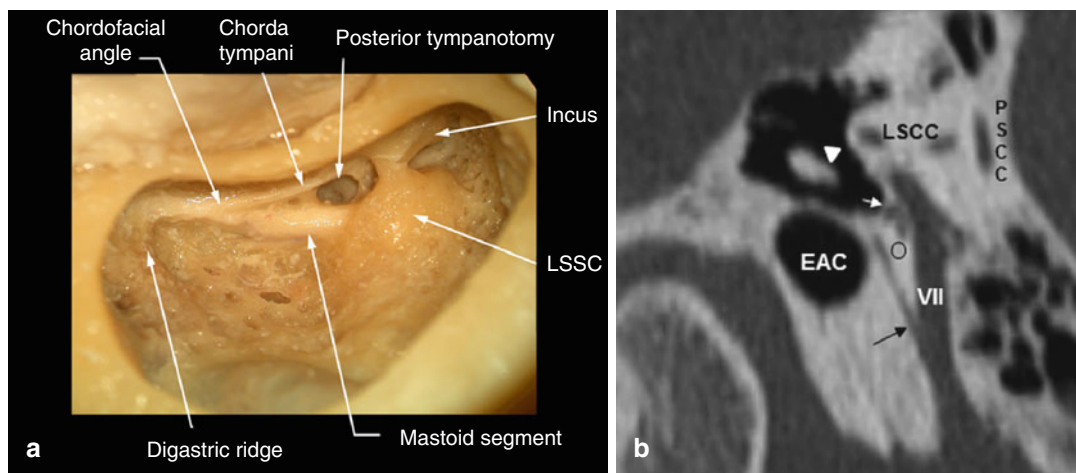 Chordofacial
angle
Chorda
tympani
Posterior tympanotomy
Incus
LSSC
Mastoid segment
Digastric ridge
a
LSCC
P
S
C
C
EAC
O
VII
b